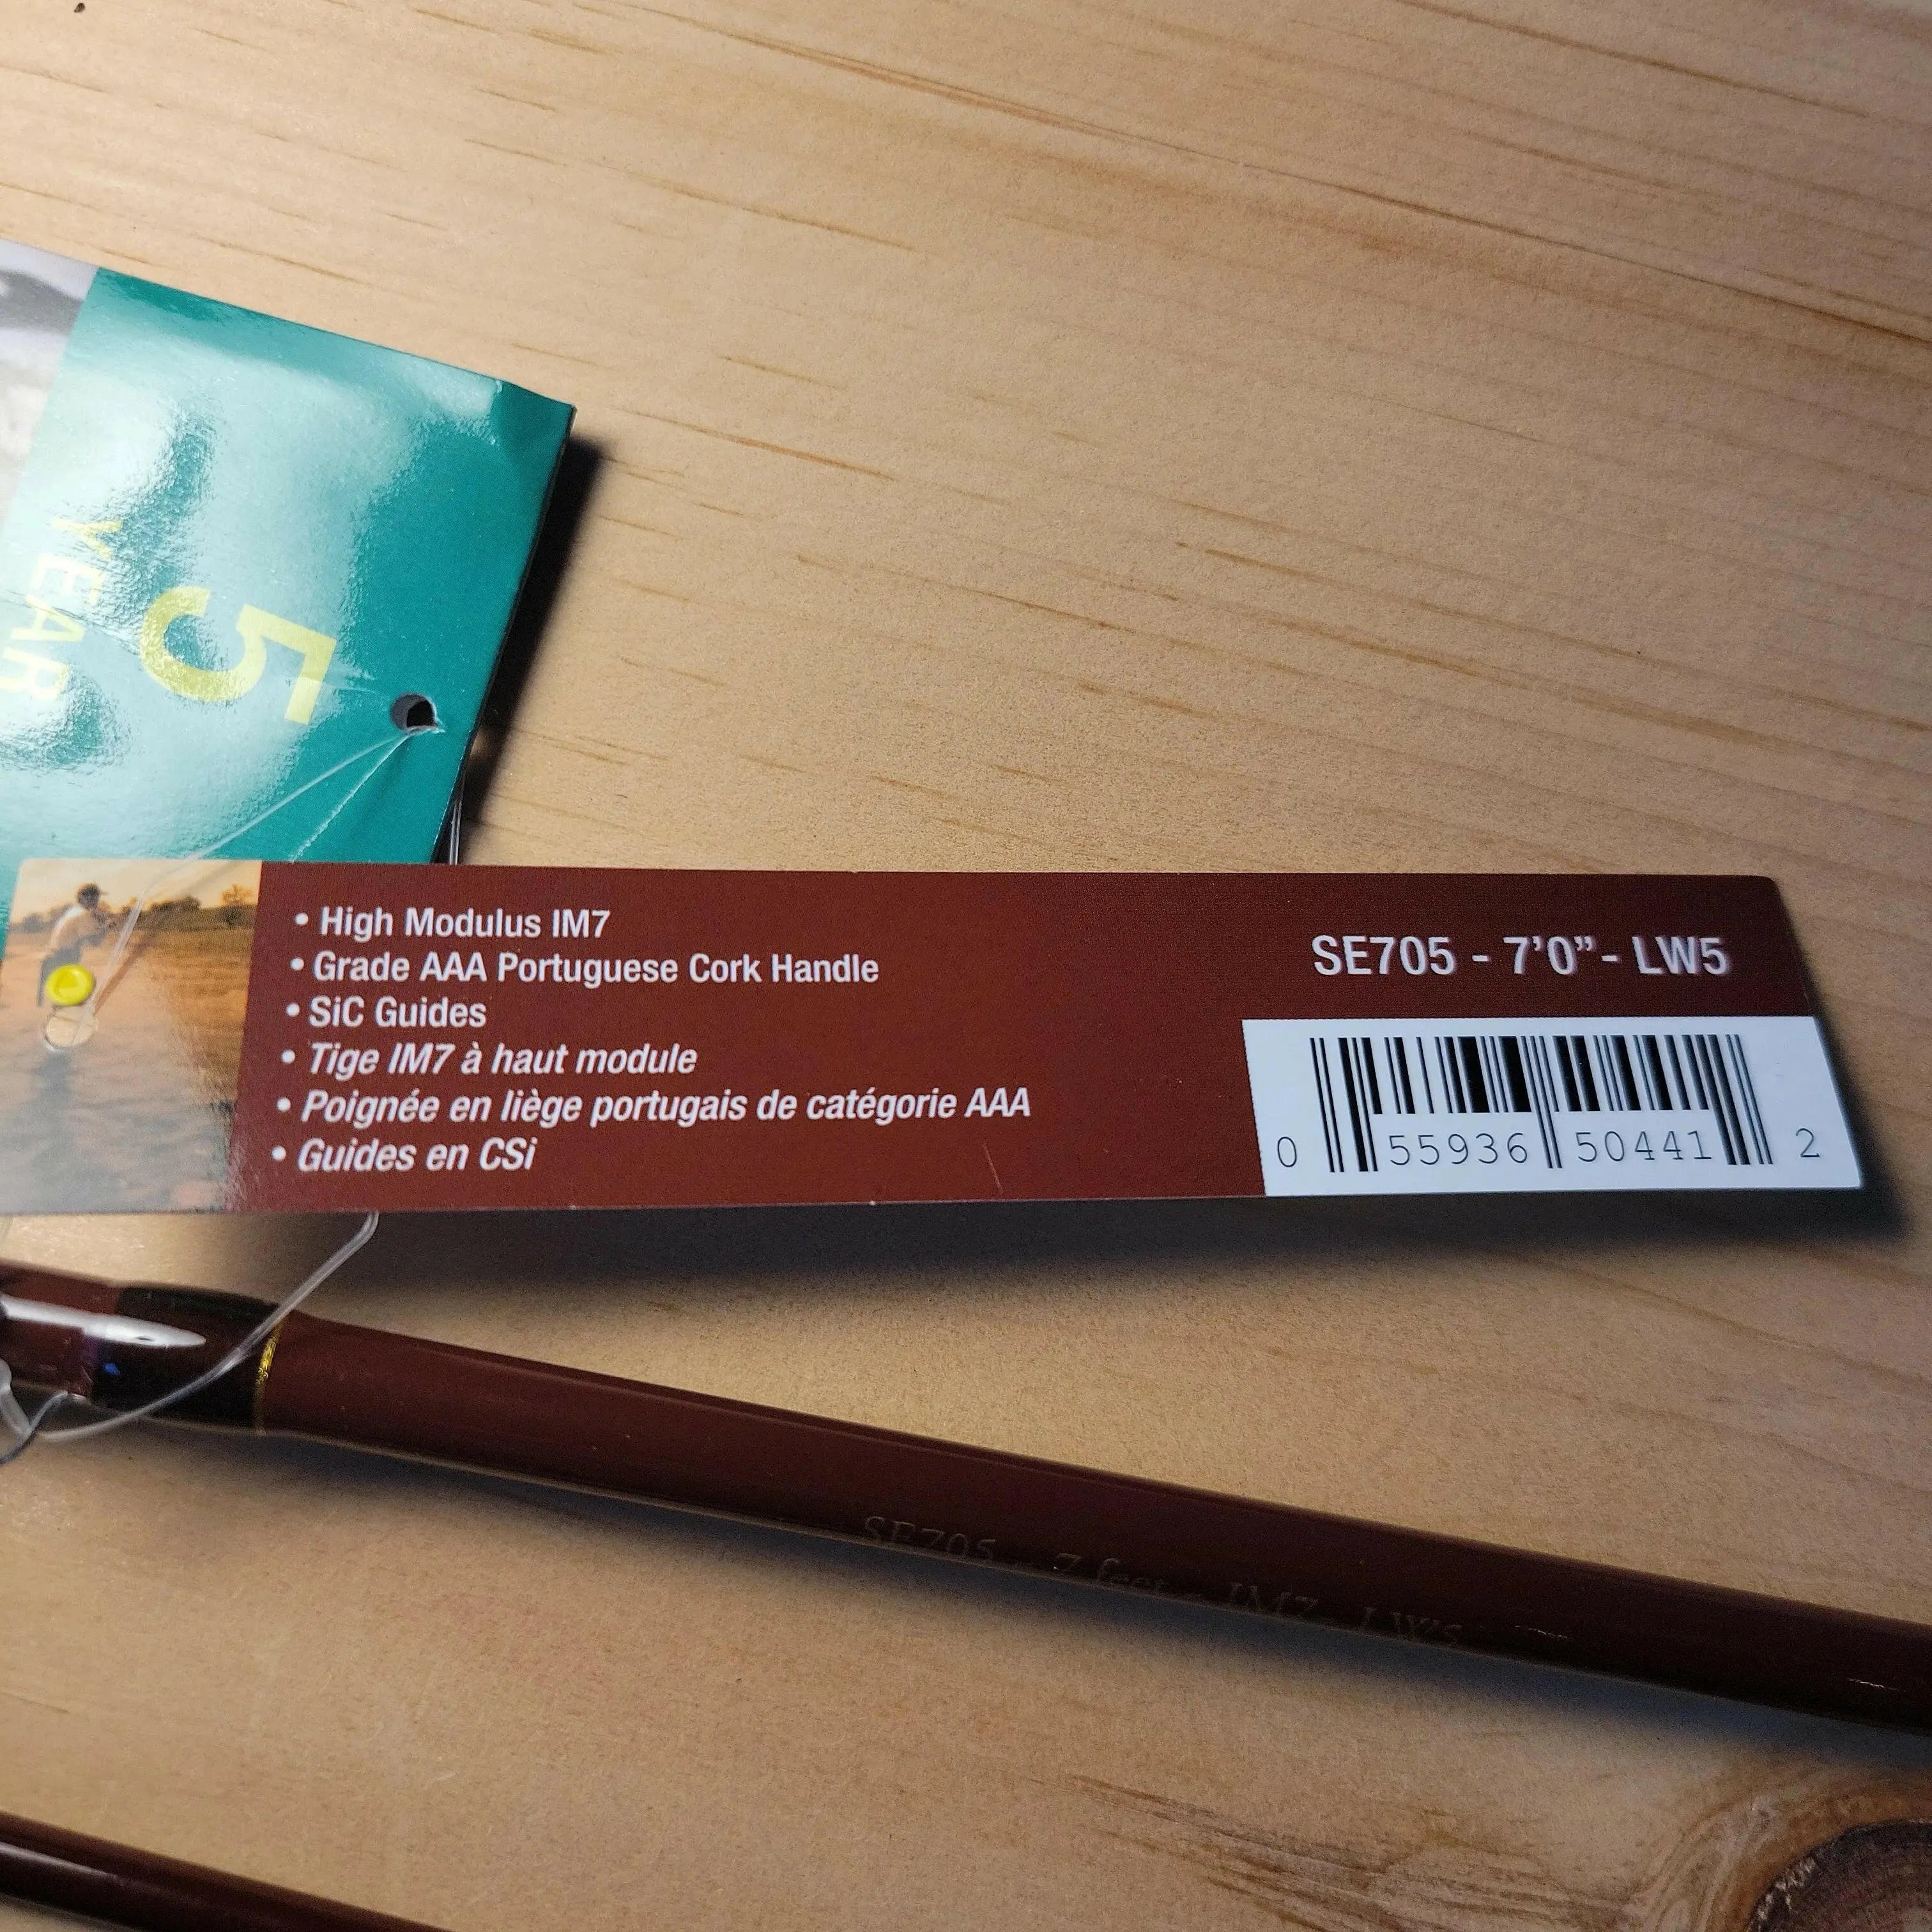 5
YEAR
• High Modulus IM7
• Grade AAA Portuguese Cork Handle
• SiC Guides
• Tige IM7 à haut module
• Poignée en liège portugais de catégorie AAA
• Guides en CSi
SE705 - 7'0”- LW5
0 55936 50441 2
SE705 - 7 feet - IM7 LW5